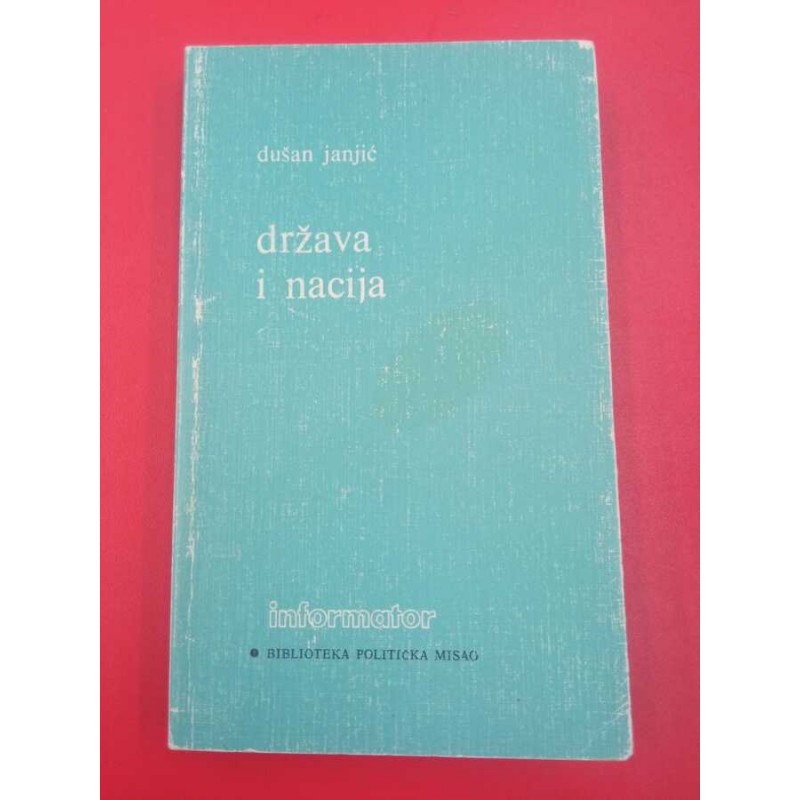 dušan janjić
država
i nacija
informator
BIBLIOTEKA POLITIČKA MISAO